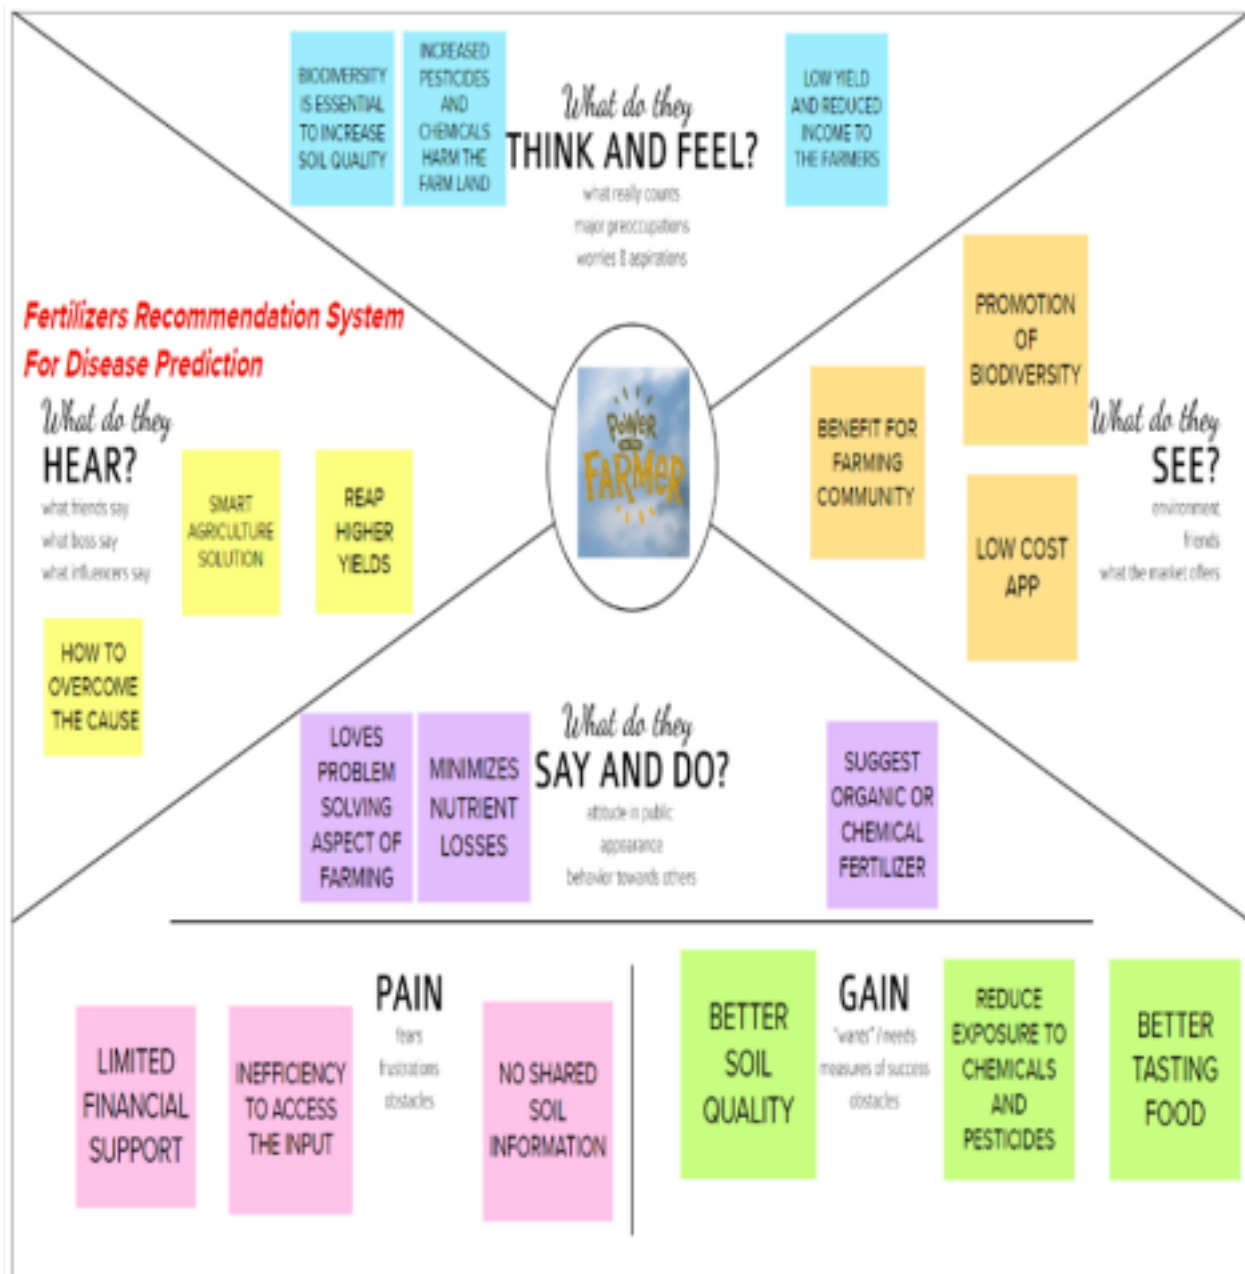 BIODIVERSITY
IS ESSENTIAL
TO INCREASE
SOIL QUALITY
INCREASED
PESTICIDES
AND
CHEMICALS
HARM THE
FARM LAND
What do they
THINK AND FEEL?
what really counts
major preoccupations
worries & aspirations
LOW YIELD
AND REDUCED
INCOME TO
THE FARMERS
Fertilizers Recommendation System
For Disease Prediction
What do they
HEAR?
what friends say
what boss say
what influencers say
SMART
AGRICULTURE
SOLUTION
REAP
HIGHER
YIELDS
HOW TO
OVERCOME
THE CAUSE
POWER
FARMER
BENEFIT FOR
FARMING
COMMUNITY
PROMOTION
OF
BIODIVERSITY
LOW COST
APP
What do they
SEE?
environment
friends
what the market offers
LOVES
PROBLEM
SOLVING
ASPECT OF
FARMING
MINIMIZES
NUTRIENT
LOSSES
What do they
SAY AND DO?
attitude in public
appearance
behavior towards others
SUGGEST
ORGANIC OR
CHEMICAL
FERTILIZER
LIMITED
FINANCIAL
SUPPORT
INEFFICIENCY
TO ACCESS
THE INPUT
PAIN
fears
frustrations
obstacles
NO SHARED
SOIL
INFORMATION
BETTER
SOIL
QUALITY
GAIN
"wants" / needs
measures of success
obstacles
REDUCE
EXPOSURE TO
CHEMICALS
AND
PESTICIDES
BETTER
TASTING
FOOD